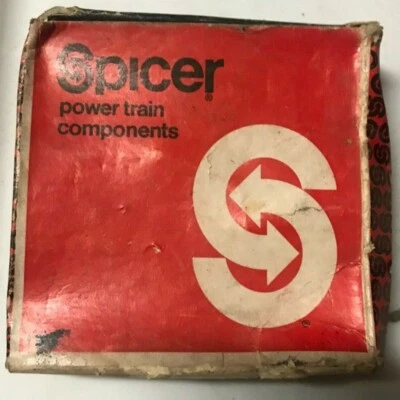 Spicer®
power train
components